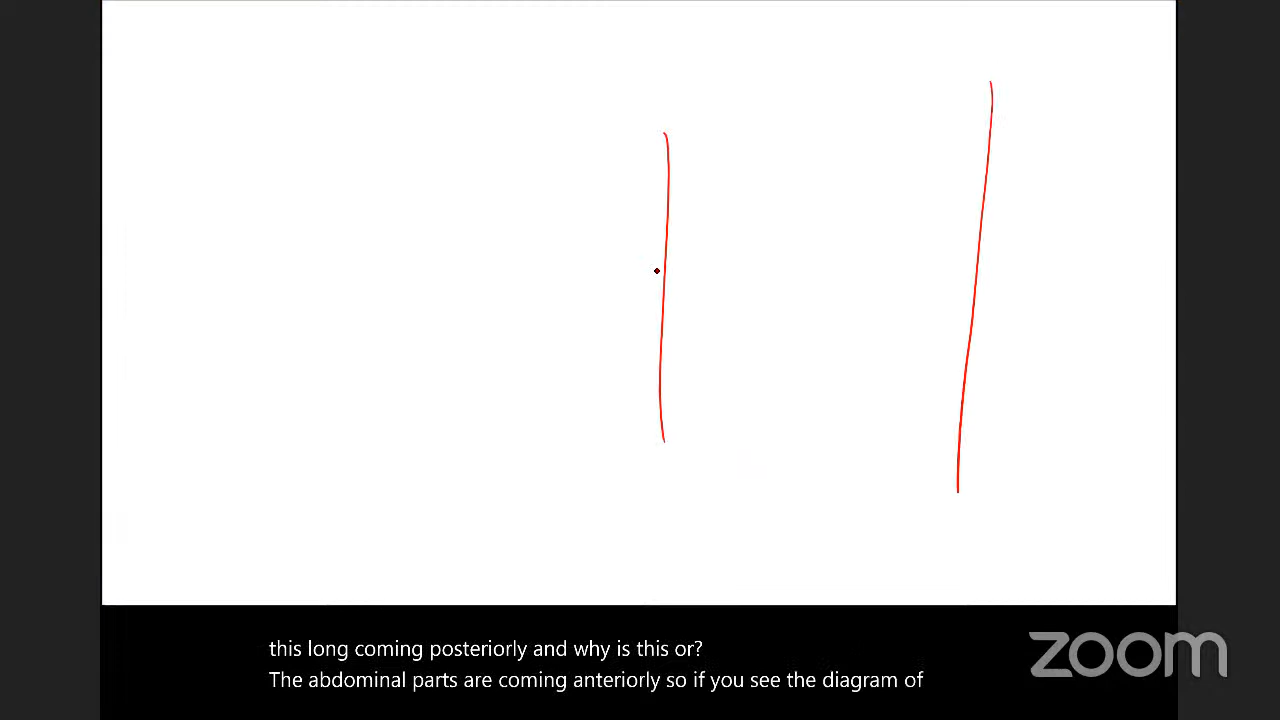 this long coming posteriorly and why is this or?
The abdominal parts are coming anteriorly so if you see the diagram of
zoom